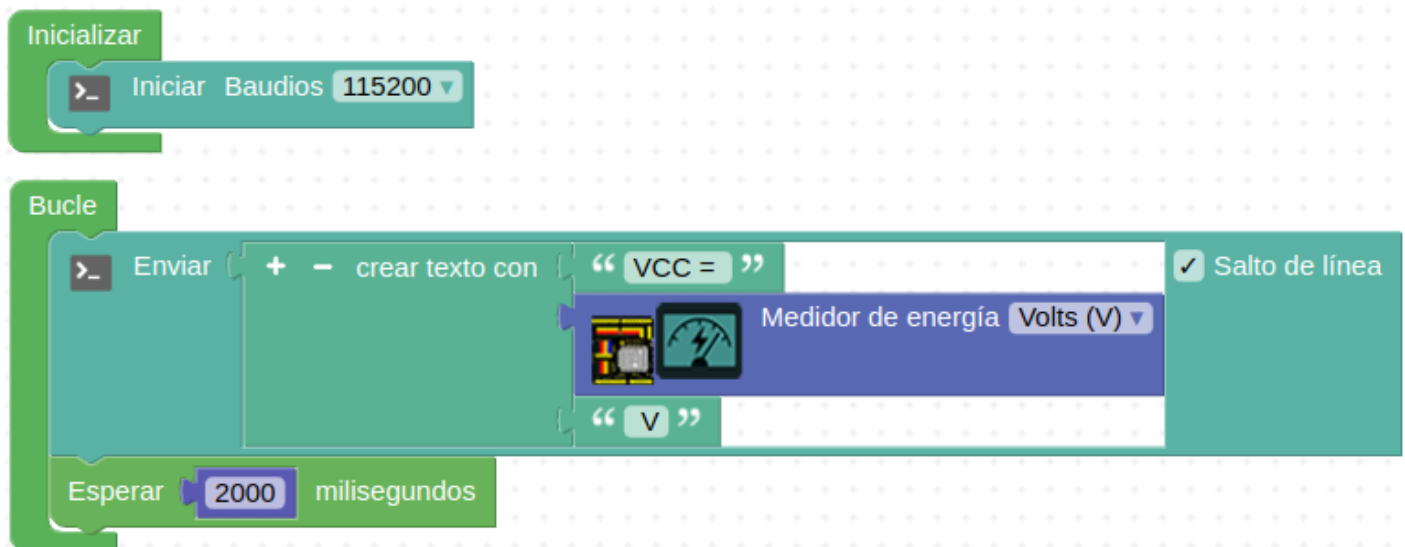 Inicializar
>_ Iniciar Baudios 115200 ▾
Bucle
>_ Enviar + − crear texto con “ VCC = ” ✓ Salto de línea
Medidor de energía Volts (V) ▾
“ V ”
Esperar 2000 milisegundos